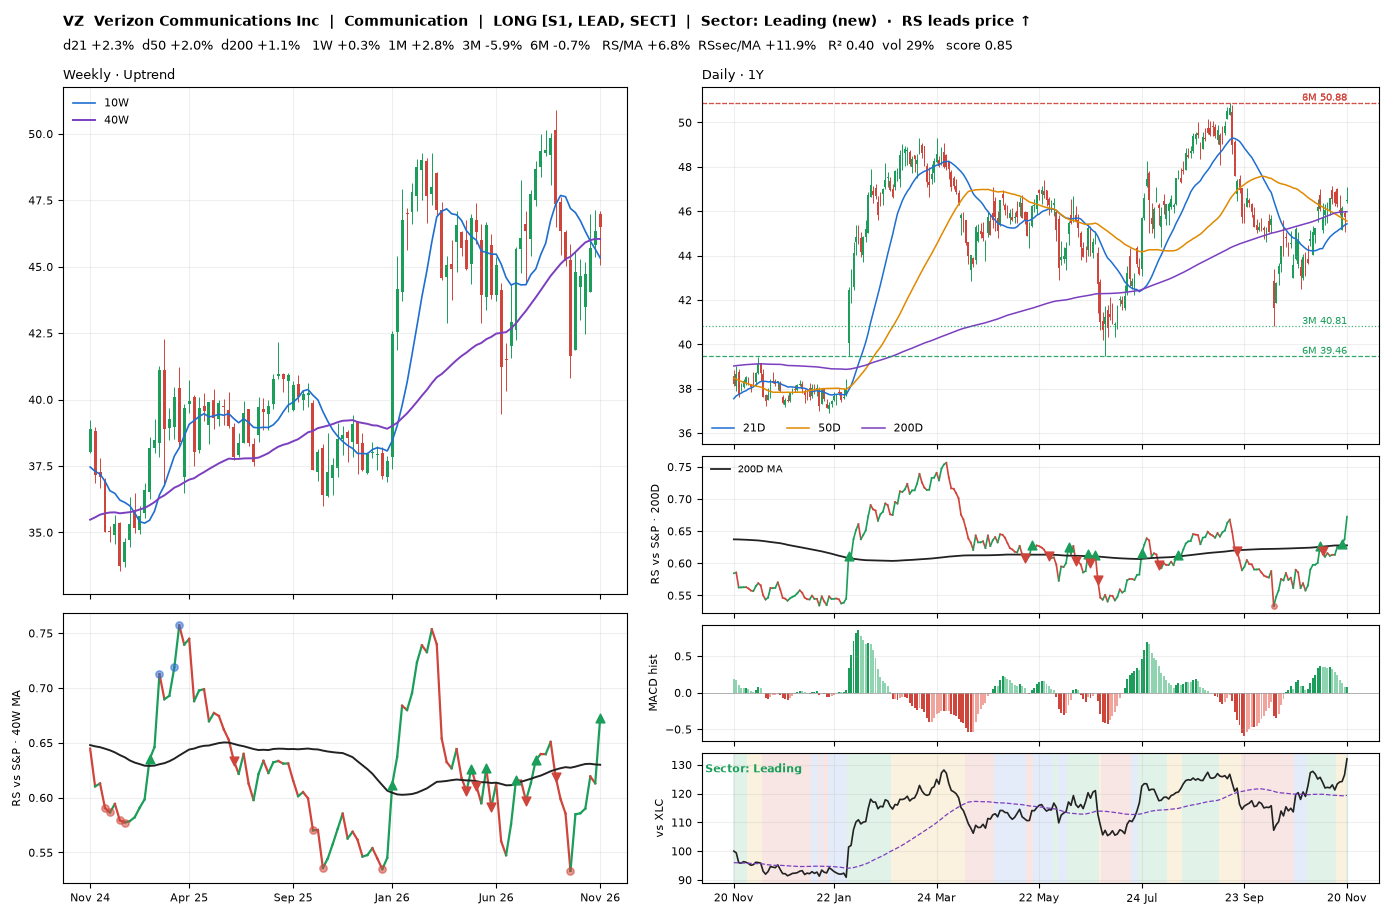 VZ Verizon Communications Inc | Communication | LONG [S1, LEAD, SECT] | Sector: Leading (new) · RS leads price ↑
d21 +2.3% d50 +2.0% d200 +1.1% 1W +0.3% 1M +2.8% 3M -5.9% 6M -0.7% RS/MA +6.8% RSsec/MA +11.9% R² 0.40 vol 29% score 0.85
Weekly · Uptrend
10W
40W
50.0
47.5
45.0
42.5
40.0
37.5
35.0
RS vs S&P · 40W MA
0.75
0.70
0.65
0.60
0.55
Nov 24 Apr 25 Sep 25 Jan 26 Jun 26 Nov 26
Daily · 1Y
50.88
3M 40.81
6M 39.46
50
48
46
44
42
40
38
36
21D 50D 200D
RS vs S&P · 200D
200D MA
0.75
0.70
0.65
0.60
0.55
MACD hist
0.5
0.0
−0.5
vs XLC
Sector: Leading
130
120
110
100
90
20 Nov 22 Jan 24 Mar 22 May 24 Jul 23 Sep 20 Nov